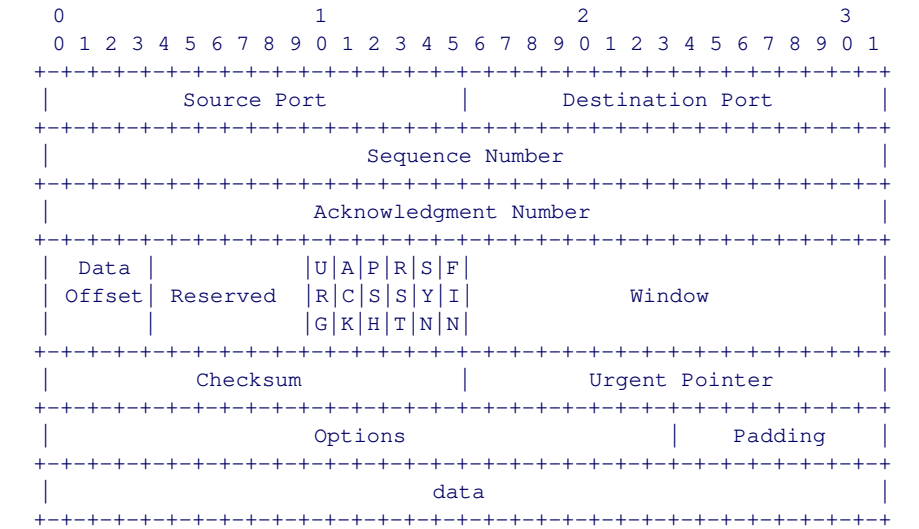 0                   1                   2                   3
 0 1 2 3 4 5 6 7 8 9 0 1 2 3 4 5 6 7 8 9 0 1 2 3 4 5 6 7 8 9 0 1
+-+-+-+-+-+-+-+-+-+-+-+-+-+-+-+-+-+-+-+-+-+-+-+-+-+-+-+-+-+-+-+-+
|          Source Port          |       Destination Port        |
+-+-+-+-+-+-+-+-+-+-+-+-+-+-+-+-+-+-+-+-+-+-+-+-+-+-+-+-+-+-+-+-+
|                        Sequence Number                        |
+-+-+-+-+-+-+-+-+-+-+-+-+-+-+-+-+-+-+-+-+-+-+-+-+-+-+-+-+-+-+-+-+
|                    Acknowledgment Number                      |
+-+-+-+-+-+-+-+-+-+-+-+-+-+-+-+-+-+-+-+-+-+-+-+-+-+-+-+-+-+-+-+-+
|  Data |           |U|A|P|R|S|F|                               |
| Offset| Reserved  |R|C|S|S|Y|I|            Window             |
|       |           |G|K|H|T|N|N|                               |
+-+-+-+-+-+-+-+-+-+-+-+-+-+-+-+-+-+-+-+-+-+-+-+-+-+-+-+-+-+-+-+-+
|           Checksum            |         Urgent Pointer        |
+-+-+-+-+-+-+-+-+-+-+-+-+-+-+-+-+-+-+-+-+-+-+-+-+-+-+-+-+-+-+-+-+
|                    Options                    |    Padding    |
+-+-+-+-+-+-+-+-+-+-+-+-+-+-+-+-+-+-+-+-+-+-+-+-+-+-+-+-+-+-+-+-+
|                             data                              |
+-+-+-+-+-+-+-+-+-+-+-+-+-+-+-+-+-+-+-+-+-+-+-+-+-+-+-+-+-+-+-+-+